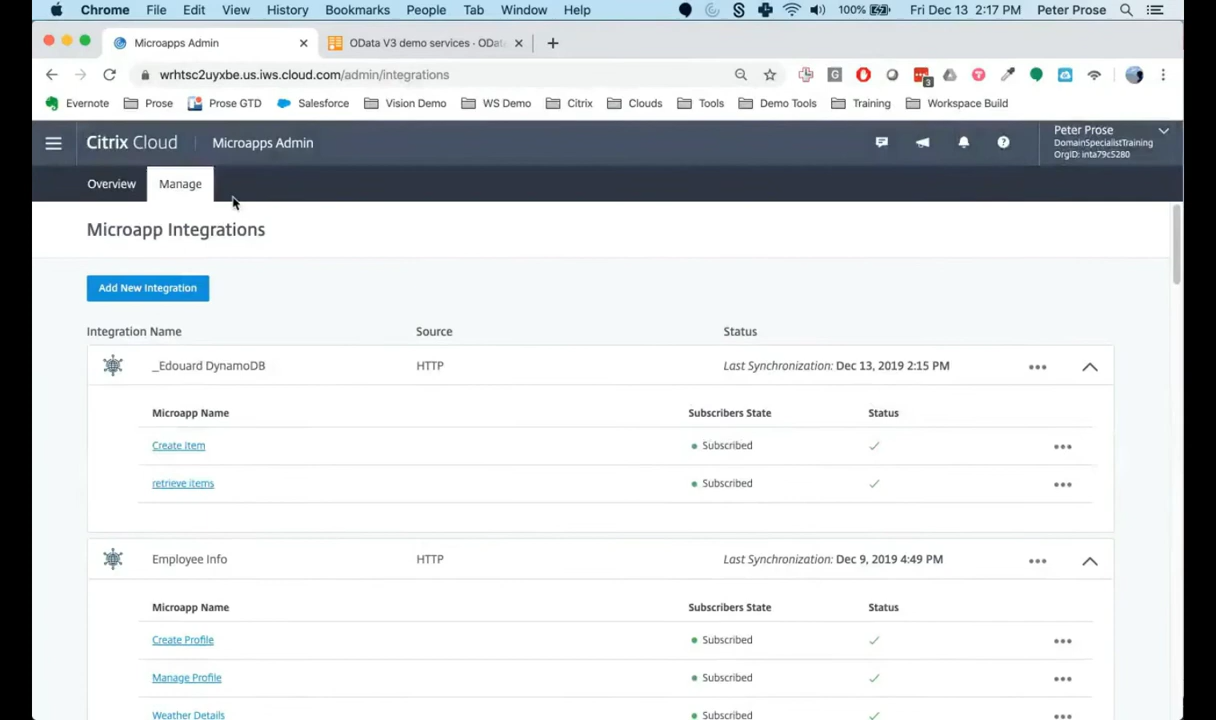 Chrome File Edit View History Bookmarks People Tab Window Help 100% Fri Dec 13 2:17 PM Peter Prose
Microapps Admin OData V3 demo services · ODat
wrhtsc2uyxbe.us.iws.cloud.com/admin/integrations
Evernote Prose Prose GTD Salesforce Vision Demo WS Demo Citrix Clouds Tools Demo Tools Training Workspace Build
Citrix Cloud Microapps Admin
Peter Prose
DomainSpecialistTraining
OrgID: inta79c5280
Overview Manage
Microapp Integrations
Add New Integration
Integration Name Source Status
_Edouard DynamoDB HTTP Last Synchronization: Dec 13, 2019 2:15 PM
Microapp Name Subscribers State Status
Create item Subscribed
retrieve items Subscribed
Employee Info HTTP Last Synchronization: Dec 9, 2019 4:49 PM
Microapp Name Subscribers State Status
Create Profile Subscribed
Manage Profile Subscribed
Weather Details Subscribed